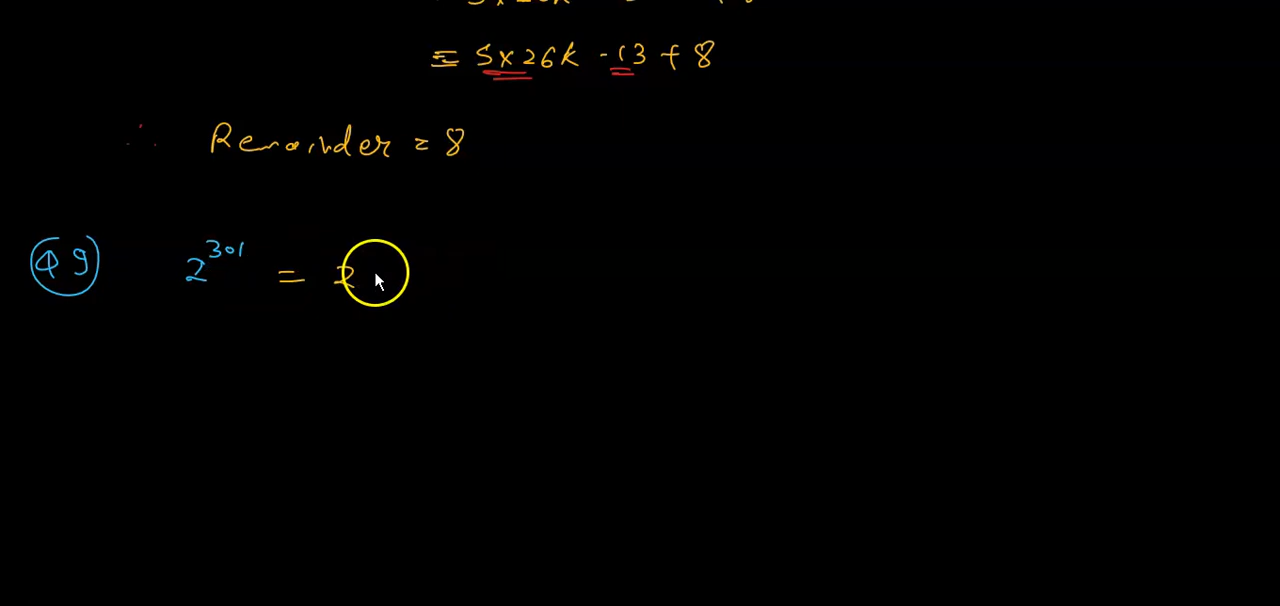 = 5x26k -13 + 8
∴ Remainder = 8
49 2^301 = 2